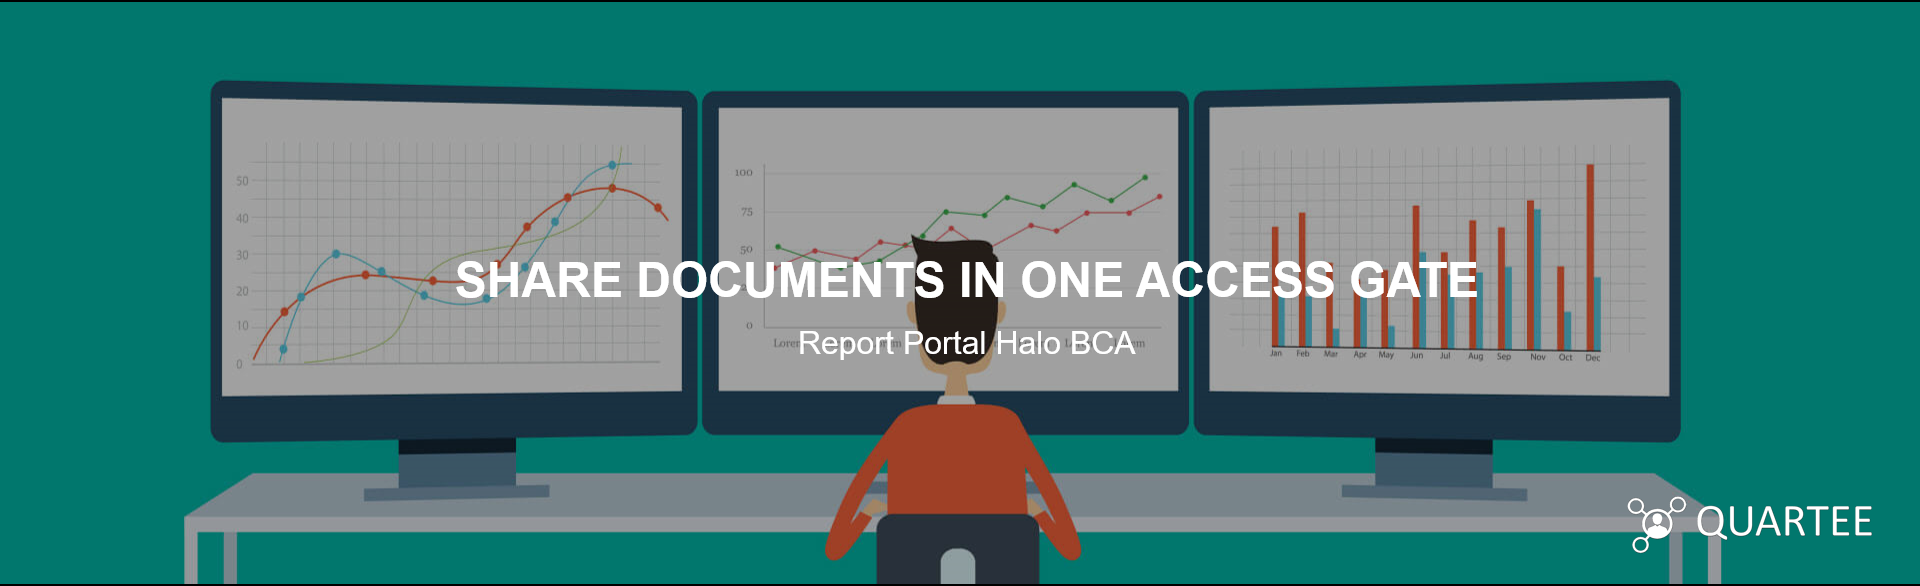 50
40
30
20
10
0
100
75
50
0
SHARE DOCUMENTS IN ONE ACCESS GATE
Report Portal Halo BCA
Jan Feb Mar Apr May Jun Jul Aug Sep Nov Oct Dec
QUARTEE